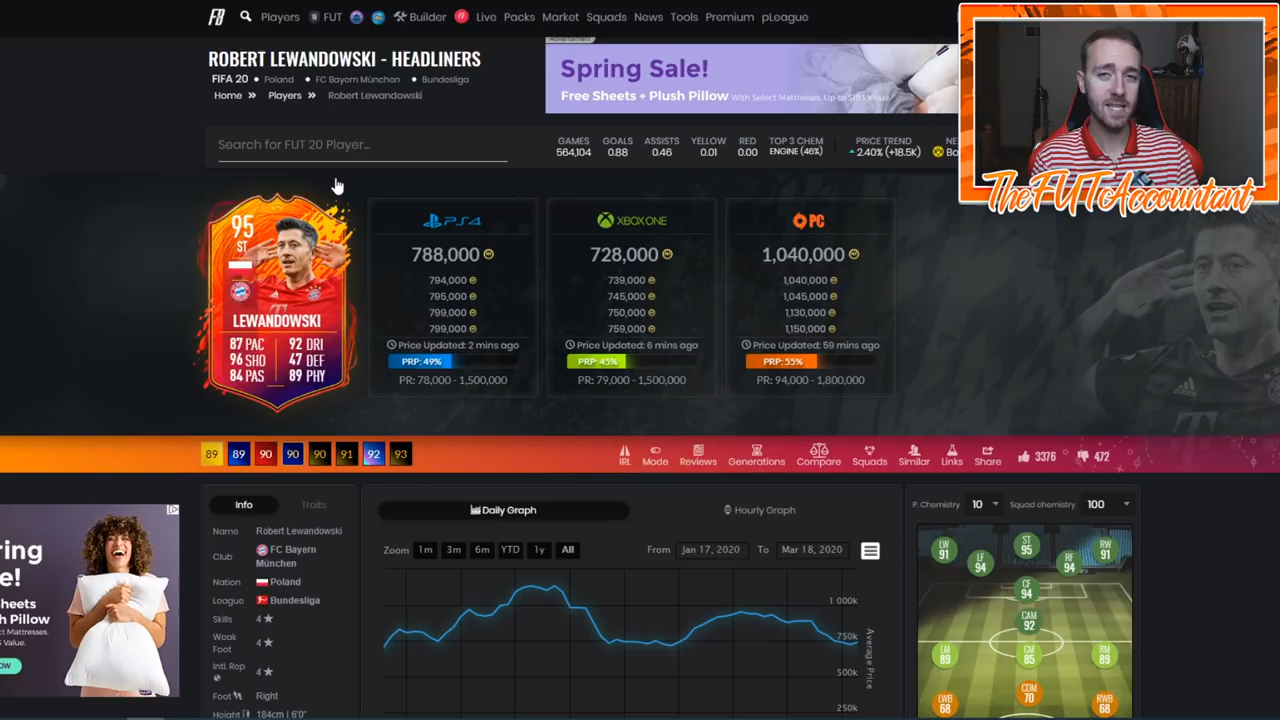 F8 Players FUT Builder Live Packs Market Squads News Tools Premium pLeague
ROBERT LEWANDOWSKI - HEADLINERS
FIFA 20 Poland FC Bayern München Bundesliga
Home » Players » Robert Lewandowski
Spring Sale!
Free Sheets + Plush Pillow With Select Mattresses, Up to $193 Value.
TheFUTAccountant
Search for FUT 20 Player...
GAMES GOALS ASSISTS YELLOW RED TOP 3 CHEM PRICE TREND
564,104 0.88 0.46 0.01 0.00 ENGINE (46%) 2.40% (+18.5K)
95
ST
LEWANDOWSKI
87 PAC 92 DRI
96 SHO 47 DEF
84 PAS 89 PHY
PS4
788,000
794,000
795,000
799,000
799,000
Price Updated: 2 mins ago
PRP: 49%
PR: 78,000 - 1,500,000
XBOX ONE
728,000
739,000
745,000
750,000
759,000
Price Updated: 6 mins ago
PRP: 45%
PR: 79,000 - 1,500,000
PC
1,040,000
1,040,000
1,045,000
1,130,000
1,150,000
Price Updated: 59 mins ago
PRP: 55%
PR: 94,000 - 1,800,000
89 89 90 90 90 91 92 93
IRL Mode Reviews Generations Compare Squads Similar Links Share 3376 472
Info Traits
Name Robert Lewandowski
Club FC Bayern
München
Nation Poland
League Bundesliga
Skills 4★
Weak
Foot 4★
Intl. Rep 4★
Foot Right
Height 184cm | 6'0"
Daily Graph Hourly Graph
Zoom 1m 3m 6m YTD 1y All From Jan 17, 2020 To Mar 18, 2020
1 000k
750k
500k
250k
Average Price
P. Chemistry 10 Squad chemistry 100
LW 91
LF 94
ST 95
RF 94
RW 91
CF 94
CAM 92
LM 89
CM 85
RM 89
LWB 68
CDM 70
RWB 68